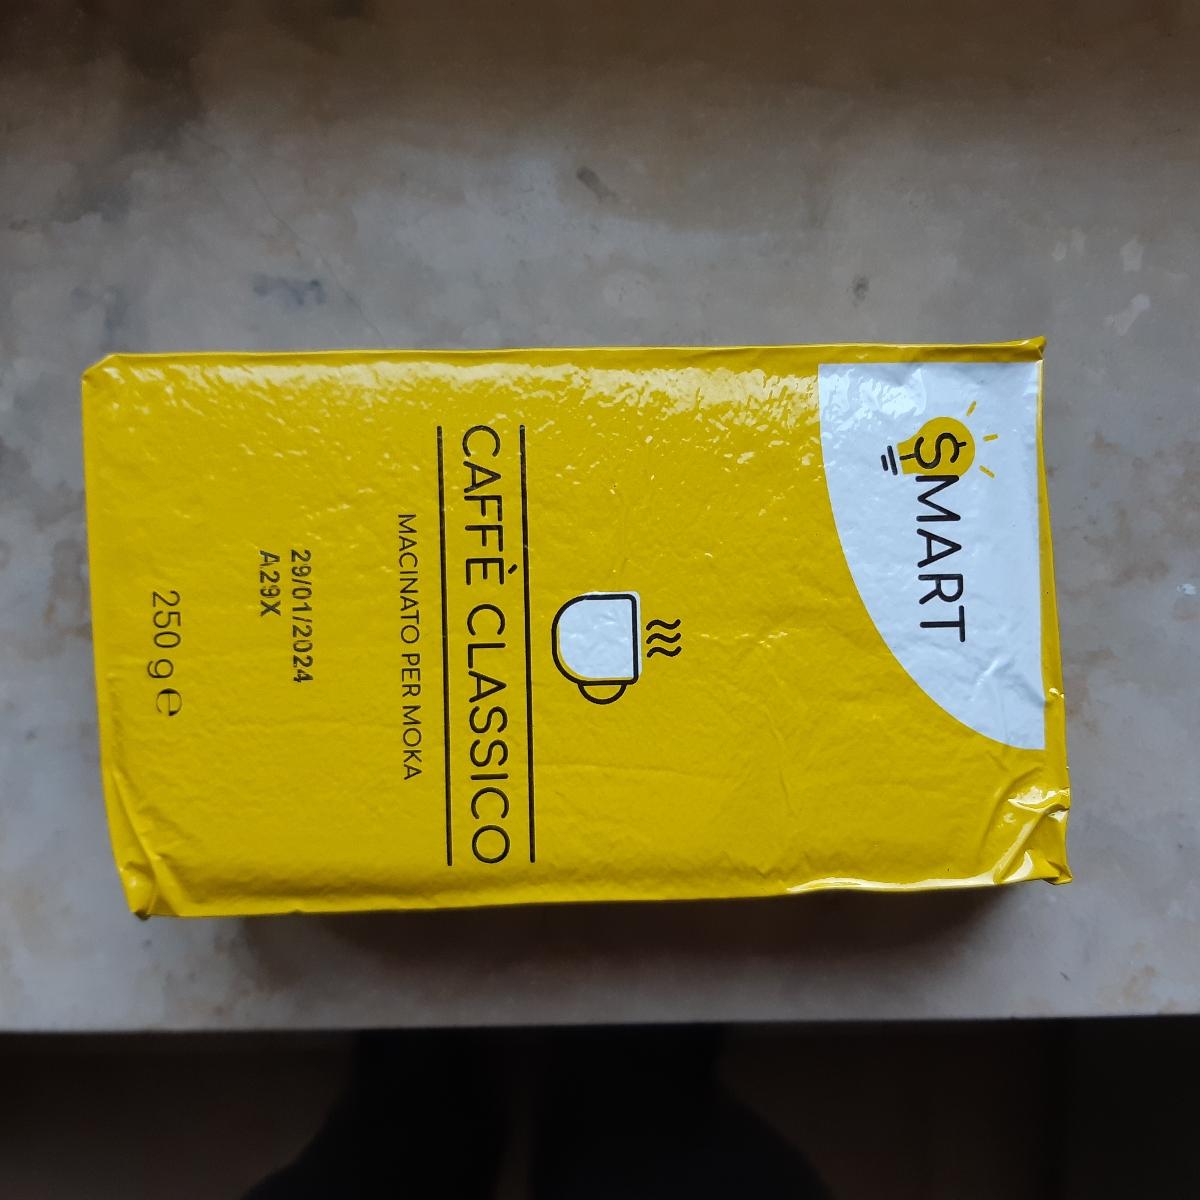 SMART
CAFFÈ CLASSICO
MACINATO PER MOKA
29/01/2024
A29X
250 g ℮